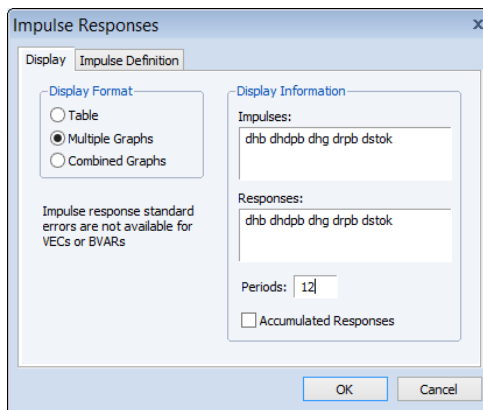 Impulse Responses
x
Display
Impulse Definition
Display Format
Table
Multiple Graphs
Combined Graphs
Impulse response standard
errors are not available for
VECs or BVARs
Display Information
Impulses:
dhb dhdpb dhg drpb dstok
Responses:
dhb dhdpb dhg drpb dstok
Periods: 12
Accumulated Responses
OK
Cancel